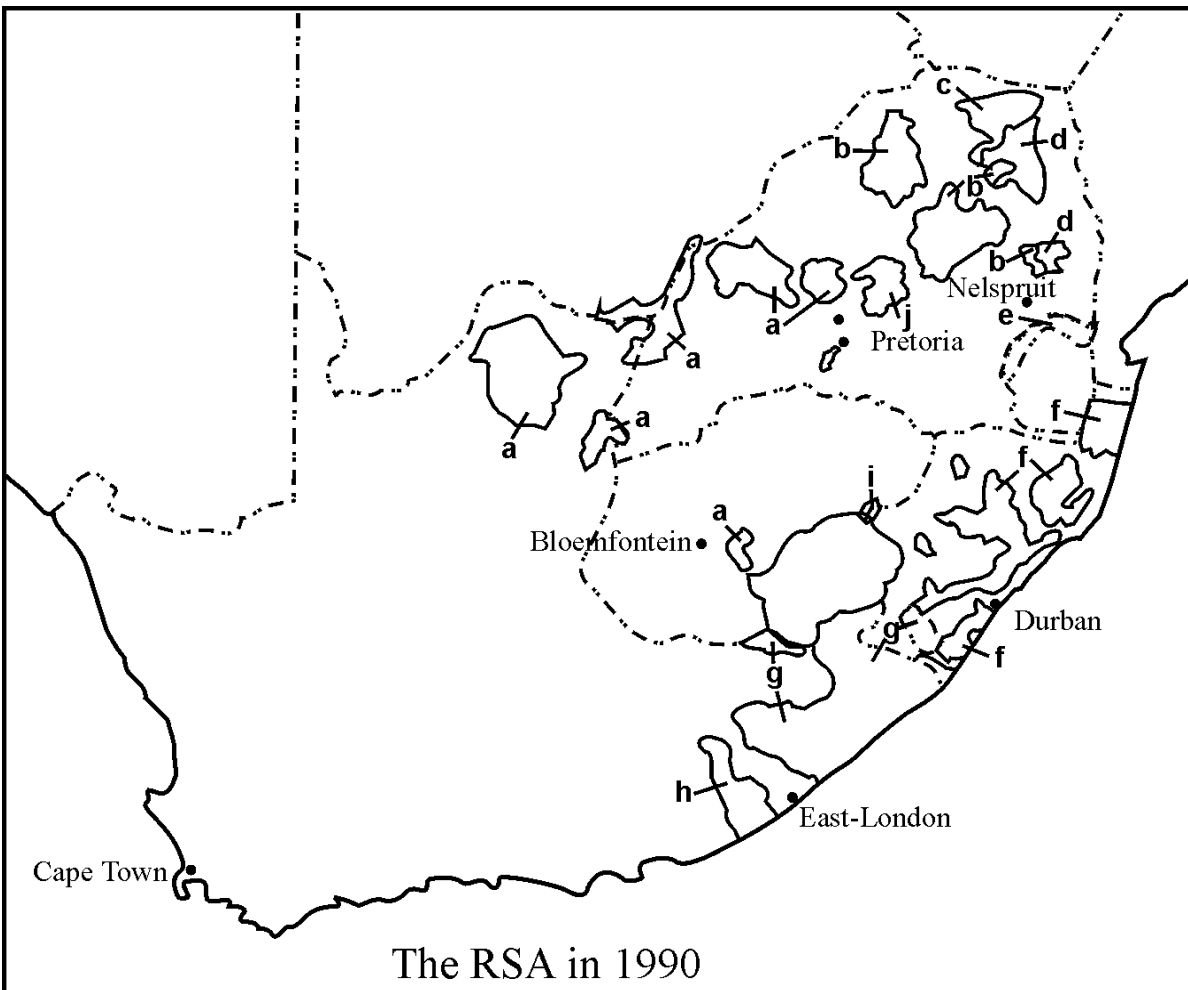 c
b
d
b
d
b
Nelspruit
a
j
e
Pretoria
a
f
a
a
f
i
a
Bloemfontein
Durban
g
f
g
h
East-London
Cape Town
The RSA in 1990